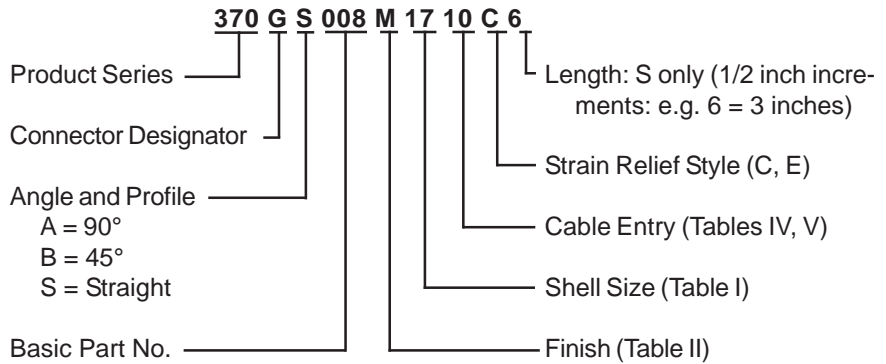 370 G S 008 M 17 10 C 6
Product Series
Connector Designator
Angle and Profile
A = 90°
B = 45°
S = Straight
Basic Part No.
Length: S only (1/2 inch incre-
ments: e.g. 6 = 3 inches)
Strain Relief Style (C, E)
Cable Entry (Tables IV, V)
Shell Size (Table I)
Finish (Table II)